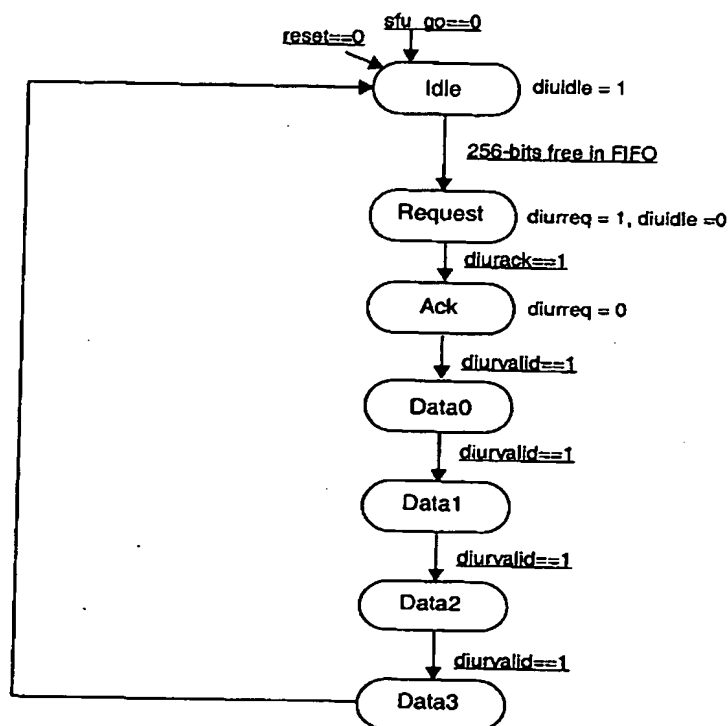 sfu_go==0
reset==0
Idle
diuidle = 1
256-bits free in FIFO
Request
diurreq = 1, diuidle =0
diurack==1
Ack
diurreq = 0
diurvalid==1
Data0
diurvalid==1
Data1
diurvalid==1
Data2
diurvalid==1
Data3